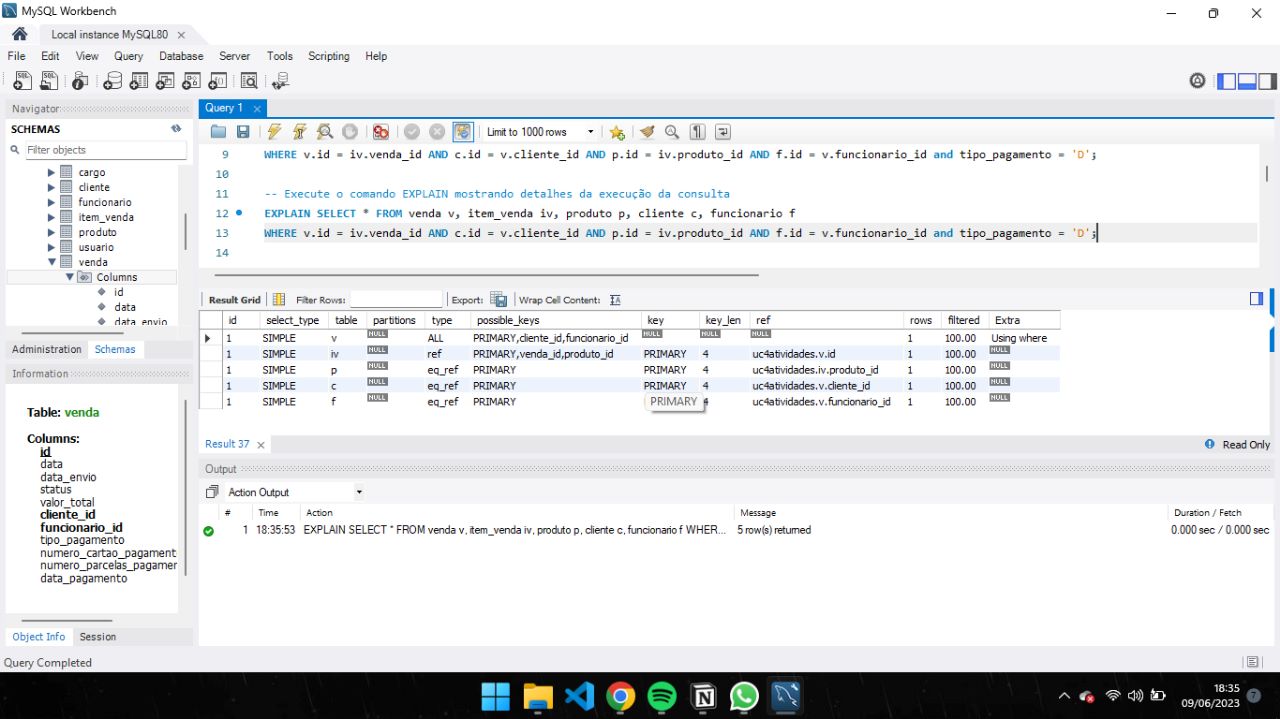 MySQL Workbench
Local instance MySQL80
File Edit View Query Database Server Tools Scripting Help
Navigator
Query 1
SCHEMAS
Filter objects
Limit to 1000 rows
cargo
cliente
funcionario
item_venda
produto
usuario
venda
Columns
id
data
data_envio
9 WHERE v.id = iv.venda_id AND c.id = v.cliente_id AND p.id = iv.produto_id AND f.id = v.funcionario_id and tipo_pagamento = 'D';
10
11 -- Execute o comando EXPLAIN mostrando detalhes da execução da consulta
12 EXPLAIN SELECT * FROM venda v, item_venda iv, produto p, cliente c, funcionario f
13 WHERE v.id = iv.venda_id AND c.id = v.cliente_id AND p.id = iv.produto_id AND f.id = v.funcionario_id and tipo_pagamento = 'D';
14
Result Grid Filter Rows: Export: Wrap Cell Content:
id select_type table partitions type possible_keys key key_len ref rows filtered Extra
1 SIMPLE v NULL ALL PRIMARY,cliente_id,funcionario_id NULL NULL NULL 1 100.00 Using where
1 SIMPLE iv NULL ref PRIMARY,venda_id,produto_id PRIMARY 4 uc4atividades.v.id 1 100.00 NULL
1 SIMPLE p NULL eq_ref PRIMARY PRIMARY 4 uc4atividades.iv.produto_id 1 100.00 NULL
1 SIMPLE c NULL eq_ref PRIMARY PRIMARY 4 uc4atividades.v.cliente_id 1 100.00 NULL
1 SIMPLE f NULL eq_ref PRIMARY PRIMARY 4 uc4atividades.v.funcionario_id 1 100.00 NULL
Administration Schemas
Information
Table: venda
Columns:
id
data
data_envio
status
valor_total
cliente_id
funcionario_id
tipo_pagamento
numero_cartao_pagament
numero_parcelas_pagamen
data_pagamento
Object Info Session
Result 37
Read Only
Output
Action Output
# Time Action Message Duration / Fetch
1 18:35:53 EXPLAIN SELECT * FROM venda v, item_venda iv, produto p, cliente c, funcionario f WHER... 5 row(s) returned 0.000 sec / 0.000 sec
Query Completed
18:35
09/06/2023
7